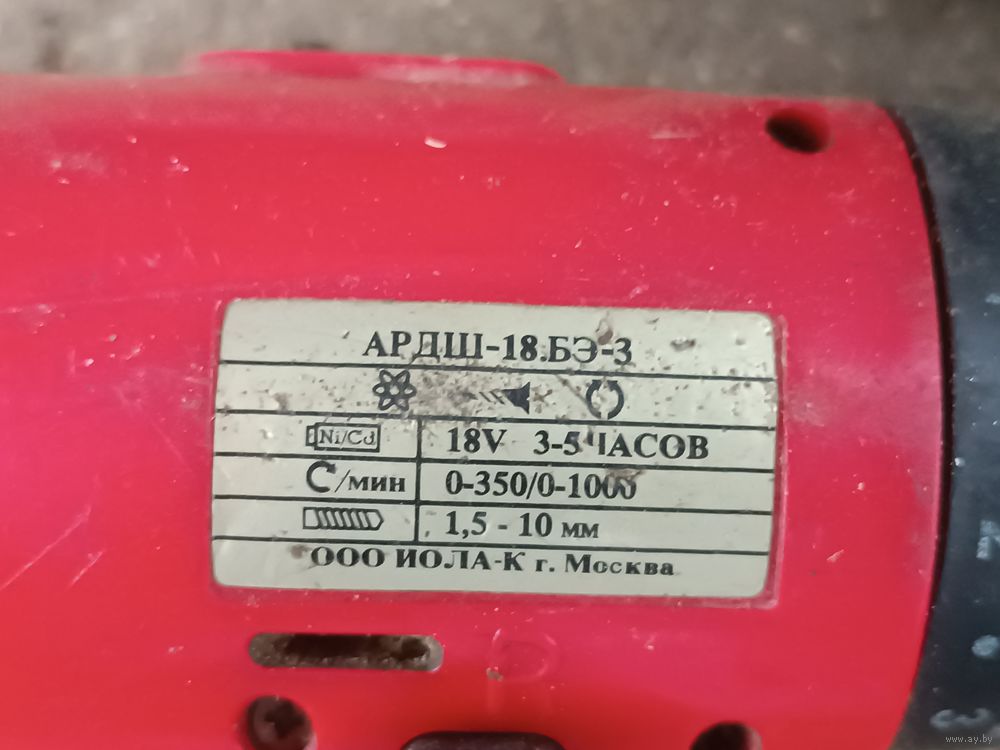 АРДШ-18.БЭ-3
Ni/Cd 18V 3-5 ЧАСОВ
С/мин 0-350/0-1000
1,5 - 10 мм
ООО ИОЛА-К г. Москва
3
www.ay.by